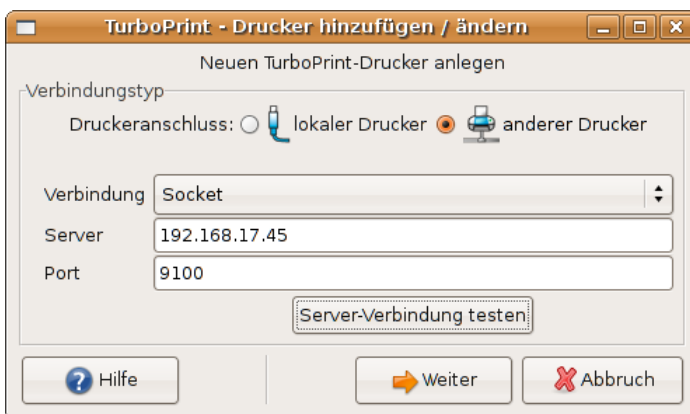 TurboPrint - Drucker hinzufügen / ändern
Neuen TurboPrint-Drucker anlegen
Verbindungstyp
Druckeranschluss: lokaler Drucker anderer Drucker
Verbindung Socket
Server 192.168.17.45
Port 9100
Server-Verbindung testen
Hilfe Weiter Abbruch